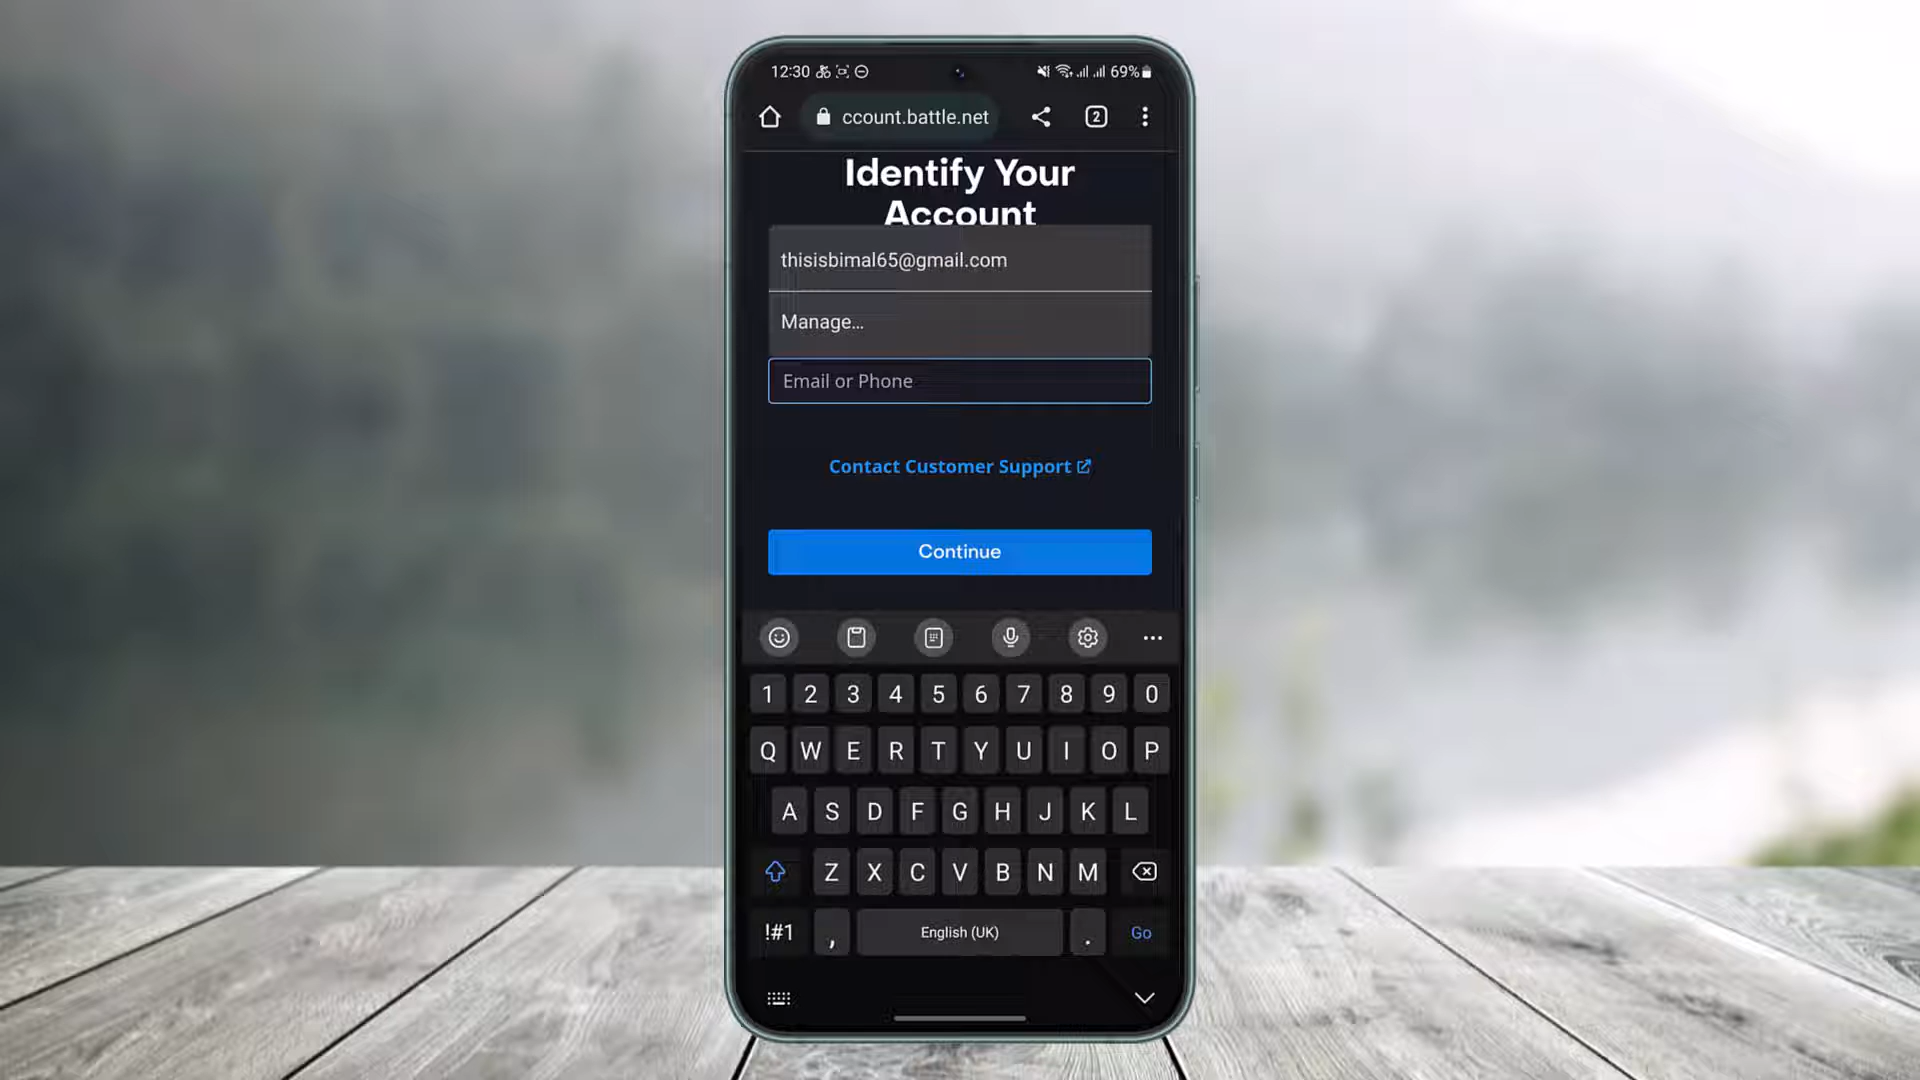 12:30 69%
ccount.battle.net 2
Identify Your
Account
thisisbimal65@gmail.com
Manage...
Email or Phone
Contact Customer Support
Continue
1 2 3 4 5 6 7 8 9 0
Q W E R T Y U I O P
A S D F G H J K L
Z X C V B N M
!#1 , English (UK) . Go